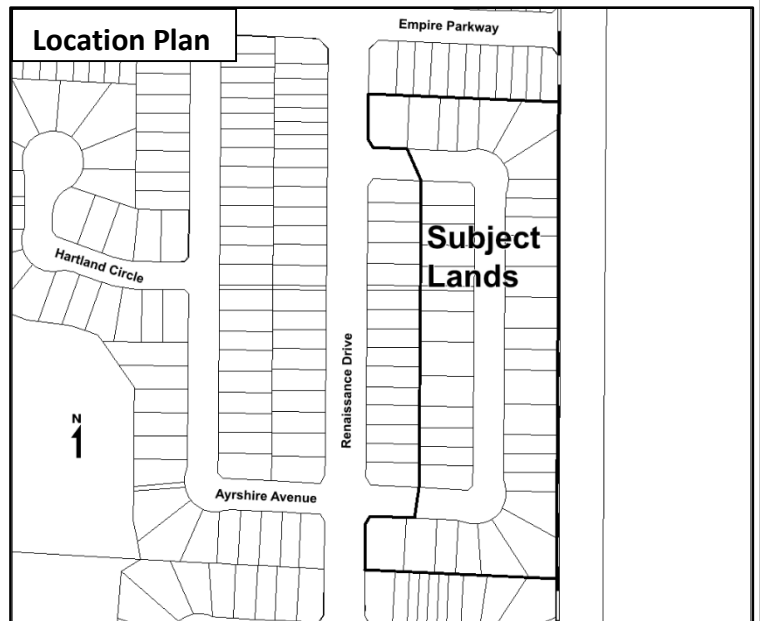 Location Plan
Empire Parkway
Subject
Lands
Hartland Circle
Renaissance Drive
N
Ayrshire Avenue